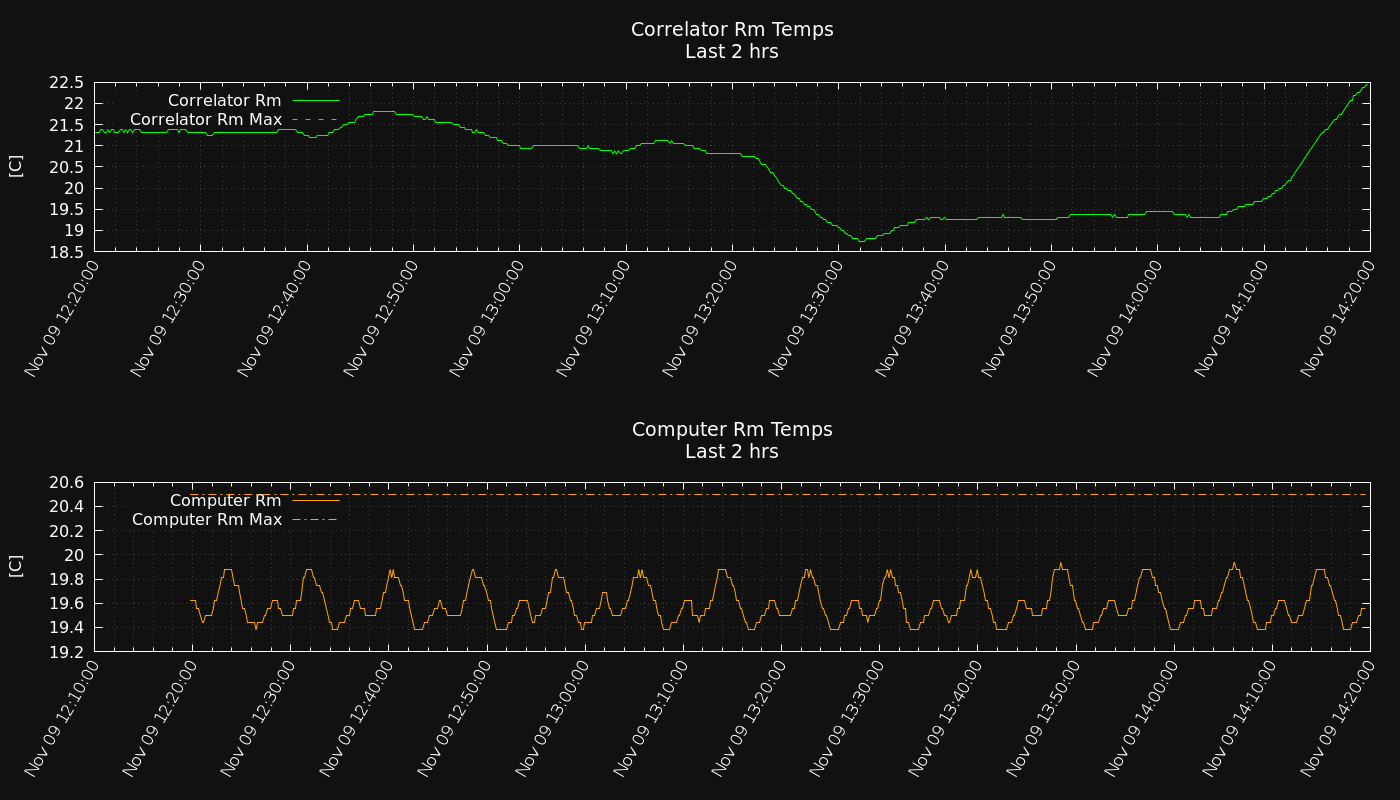 Correlator Rm Temps
Last 2 hrs
22.5
22
21.5
21
20.5
20
19.5
19
18.5
[C]
Correlator Rm
Correlator Rm Max
Nov 09 12:20:00
Nov 09 12:30:00
Nov 09 12:40:00
Nov 09 12:50:00
Nov 09 13:00:00
Nov 09 13:10:00
Nov 09 13:20:00
Nov 09 13:30:00
Nov 09 13:40:00
Nov 09 13:50:00
Nov 09 14:00:00
Nov 09 14:10:00
Nov 09 14:20:00
Computer Rm Temps
Last 2 hrs
20.6
20.4
20.2
20
19.8
19.6
19.4
19.2
[C]
Computer Rm
Computer Rm Max
Nov 09 12:10:00
Nov 09 12:20:00
Nov 09 12:30:00
Nov 09 12:40:00
Nov 09 12:50:00
Nov 09 13:00:00
Nov 09 13:10:00
Nov 09 13:20:00
Nov 09 13:30:00
Nov 09 13:40:00
Nov 09 13:50:00
Nov 09 14:00:00
Nov 09 14:10:00
Nov 09 14:20:00